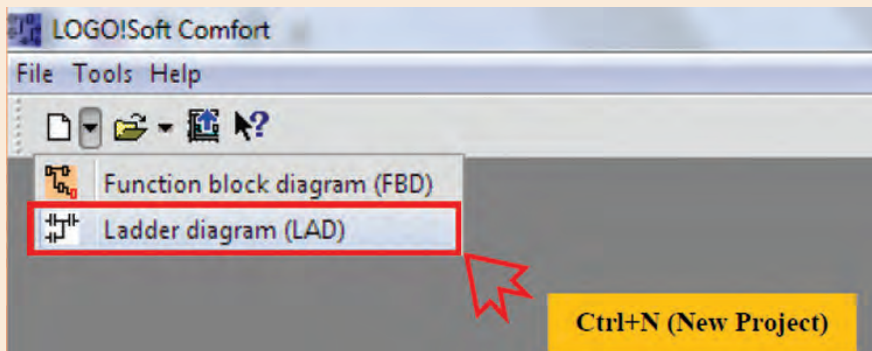 LOGO!Soft Comfort
File Tools Help
Function block diagram (FBD)
Ladder diagram (LAD)
Ctrl+N (New Project)